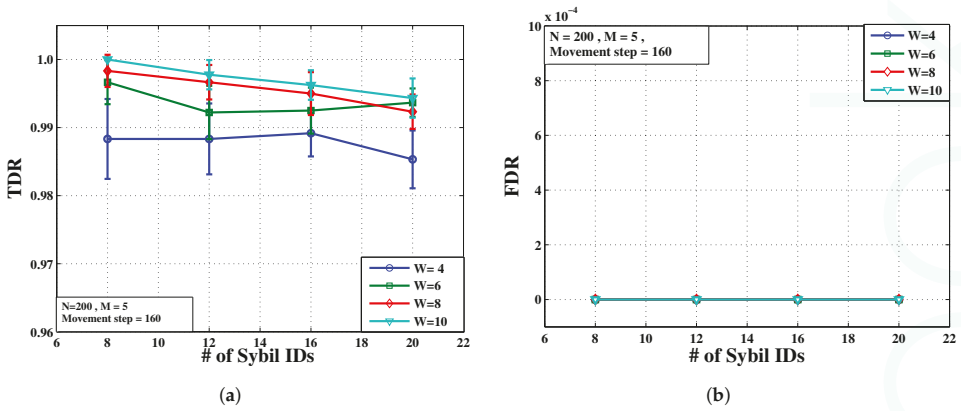 1.0
0.99
0.98
0.97
0.96
TDR
6 8 10 12 14 16 18 20 22
# of Sybil IDs
N=200 , M = 5
Movement step = 160
W= 4
W=6
W=8
W=10
(a)
x 10⁻⁴
10
8
6
4
2
0
FDR
6 8 10 12 14 16 18 20 22
# of Sybil IDs
N = 200 , M = 5 ,
Movement step = 160
W=4
W=6
W=8
W=10
(b)